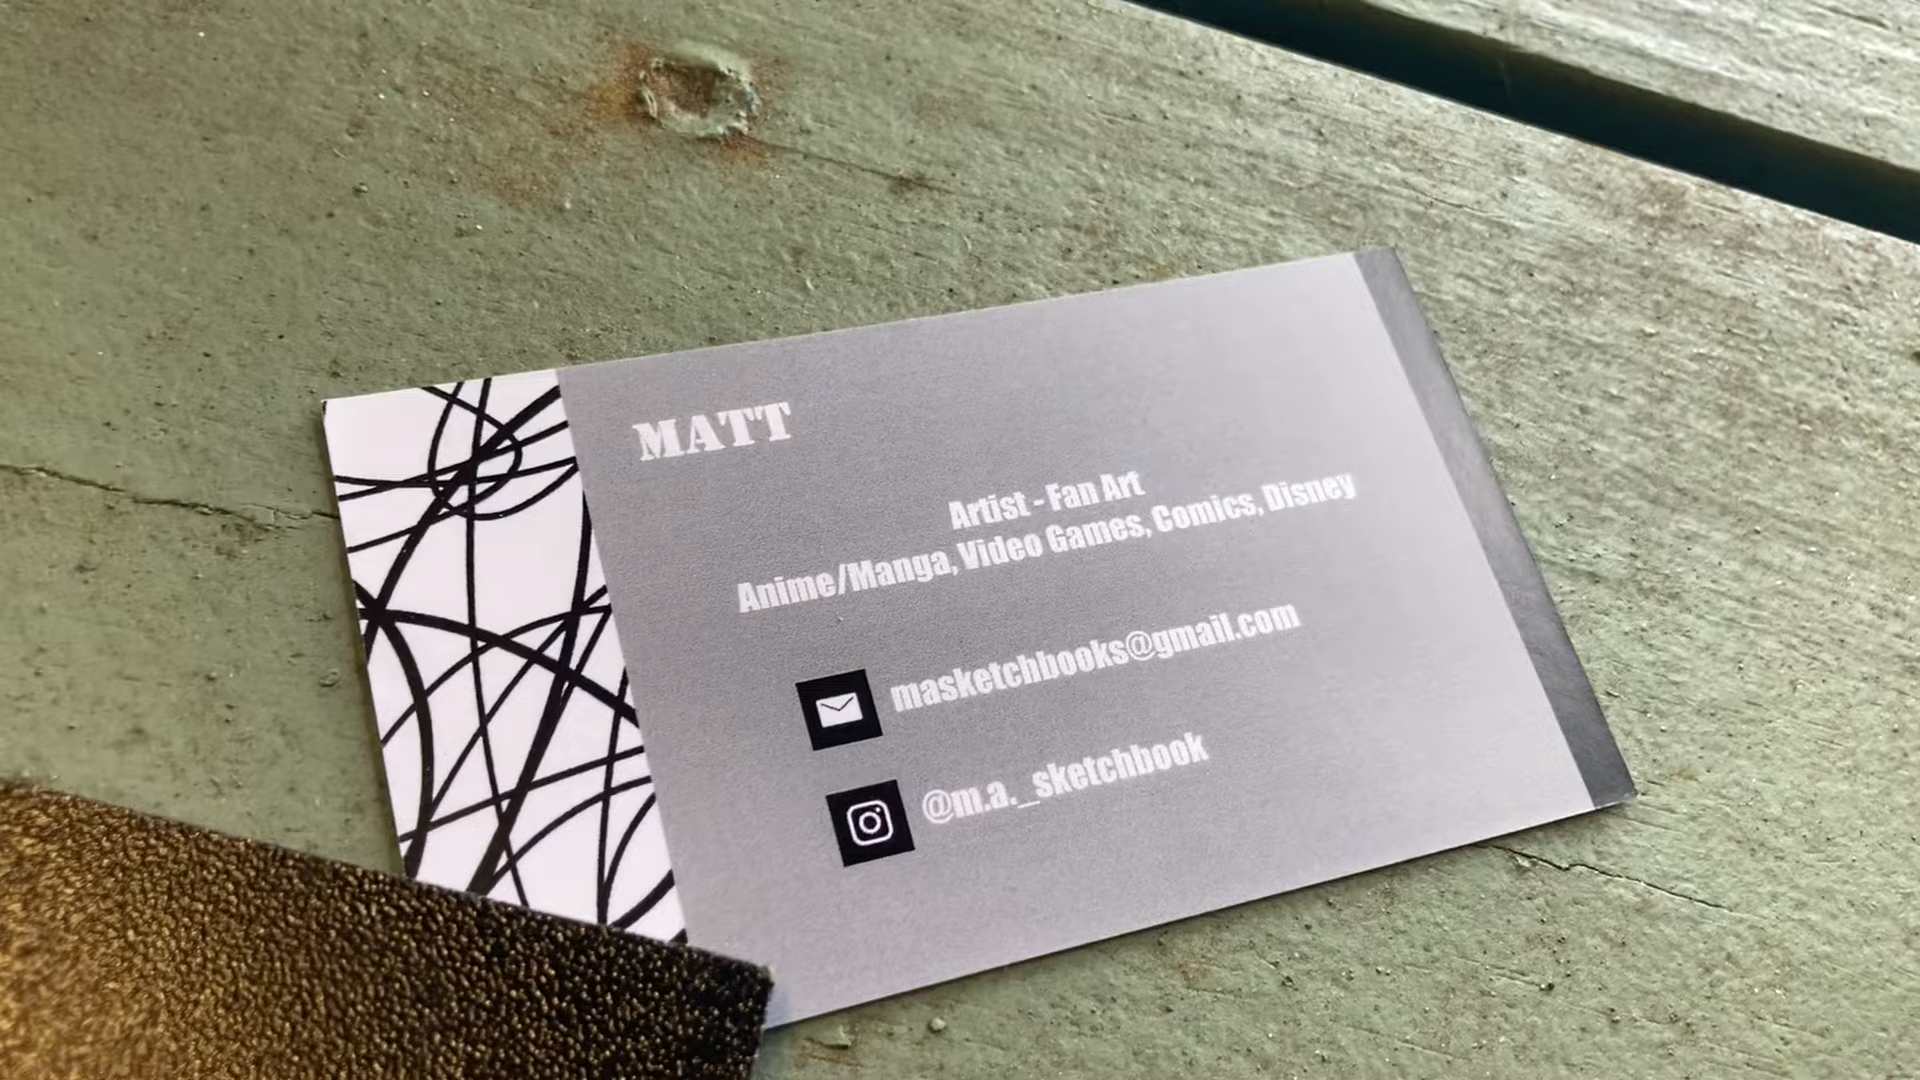 MATT
Artist - Fan Art
Anime/Manga, Video Games, Comics, Disney
masketchbooks@gmail.com
@m.a._sketchbook